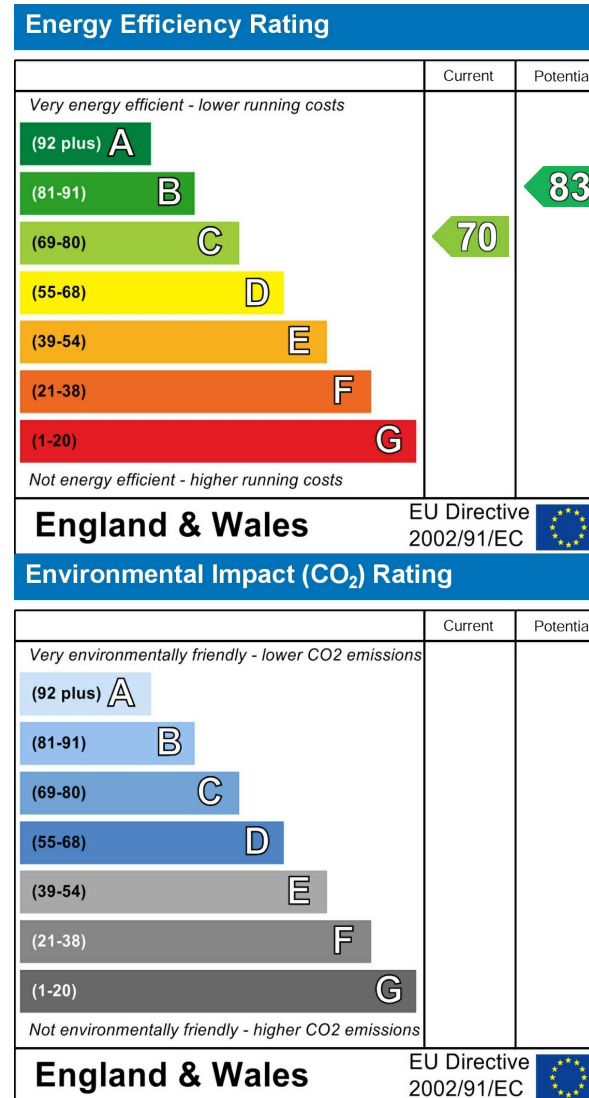 Energy Efficiency Rating
Current Potentia
Very energy efficient - lower running costs
(92 plus) A
(81-91) B
83
(69-80) C
70
(55-68) D
(39-54) E
(21-38) F
(1-20) G
Not energy efficient - higher running costs
England & Wales
EU Directive
2002/91/EC
Environmental Impact (CO₂) Rating
Current Potentia
Very environmentally friendly - lower CO2 emissions
(92 plus) A
(81-91) B
(69-80) C
(55-68) D
(39-54) E
(21-38) F
(1-20) G
Not environmentally friendly - higher CO2 emissions
England & Wales
EU Directive
2002/91/EC